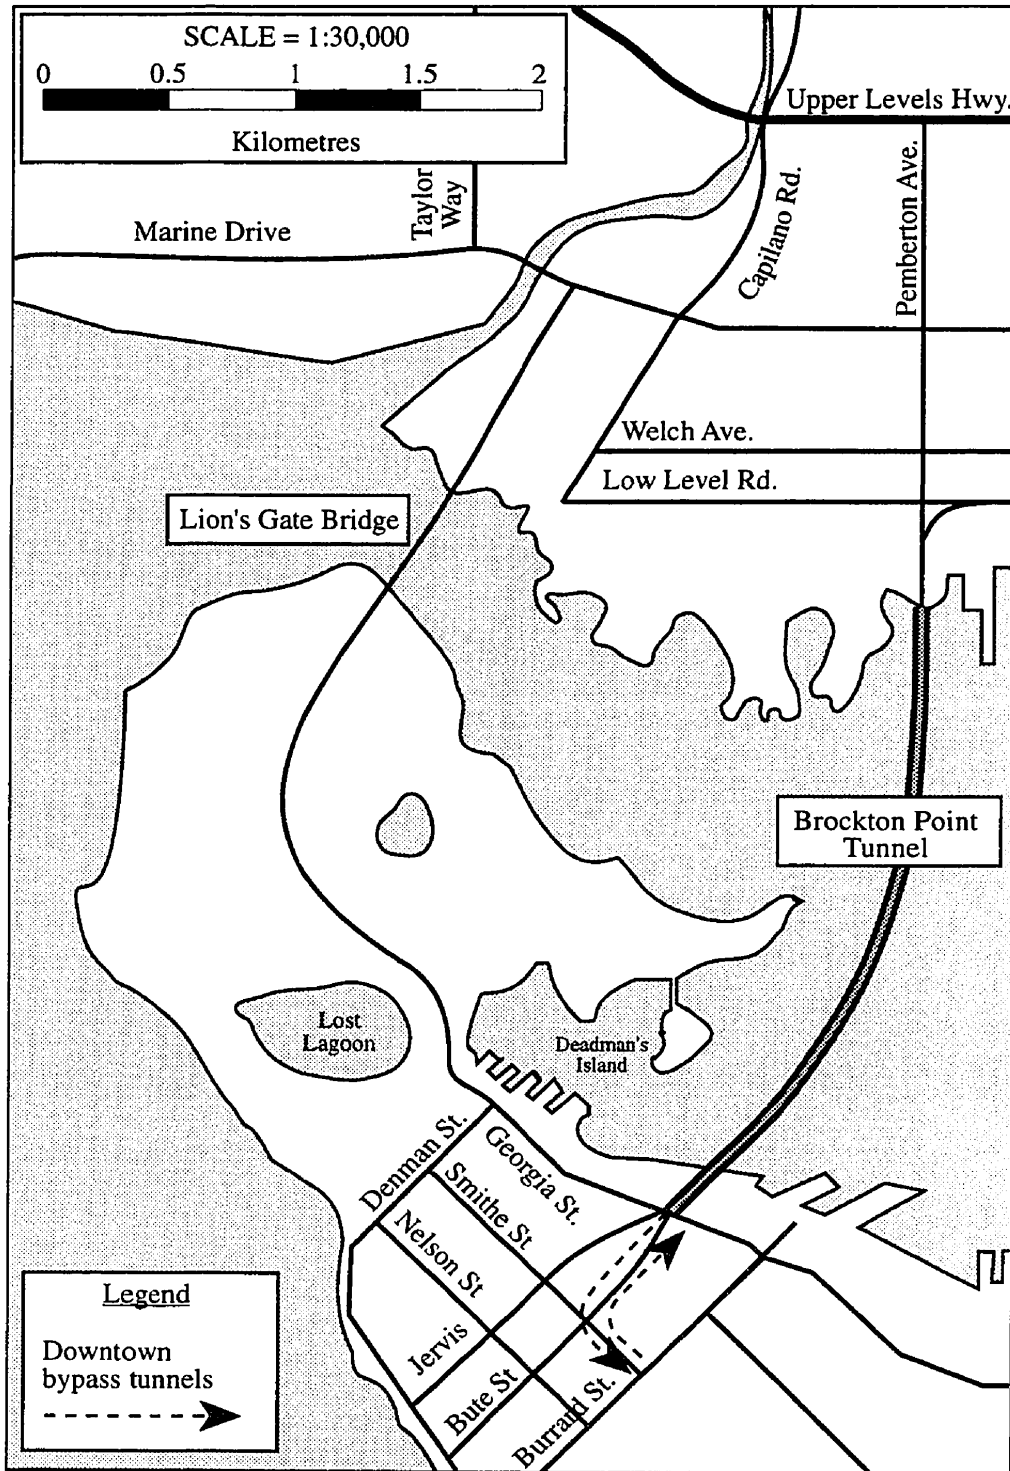 SCALE = 1:30,000
0 0.5 1 1.5 2
Kilometres
Upper Levels Hwy.
Taylor
Way
Marine Drive
Capilano Rd.
Pemberton Ave.
Welch Ave.
Low Level Rd.
Lion's Gate Bridge
Brockton Point
Tunnel
Lost
Lagoon
Deadman's
Island
Denman St.
Georgia St.
Smithe St
Nelson St
Jervis
Bute St
Burrard St.
Legend
Downtown
bypass tunnels